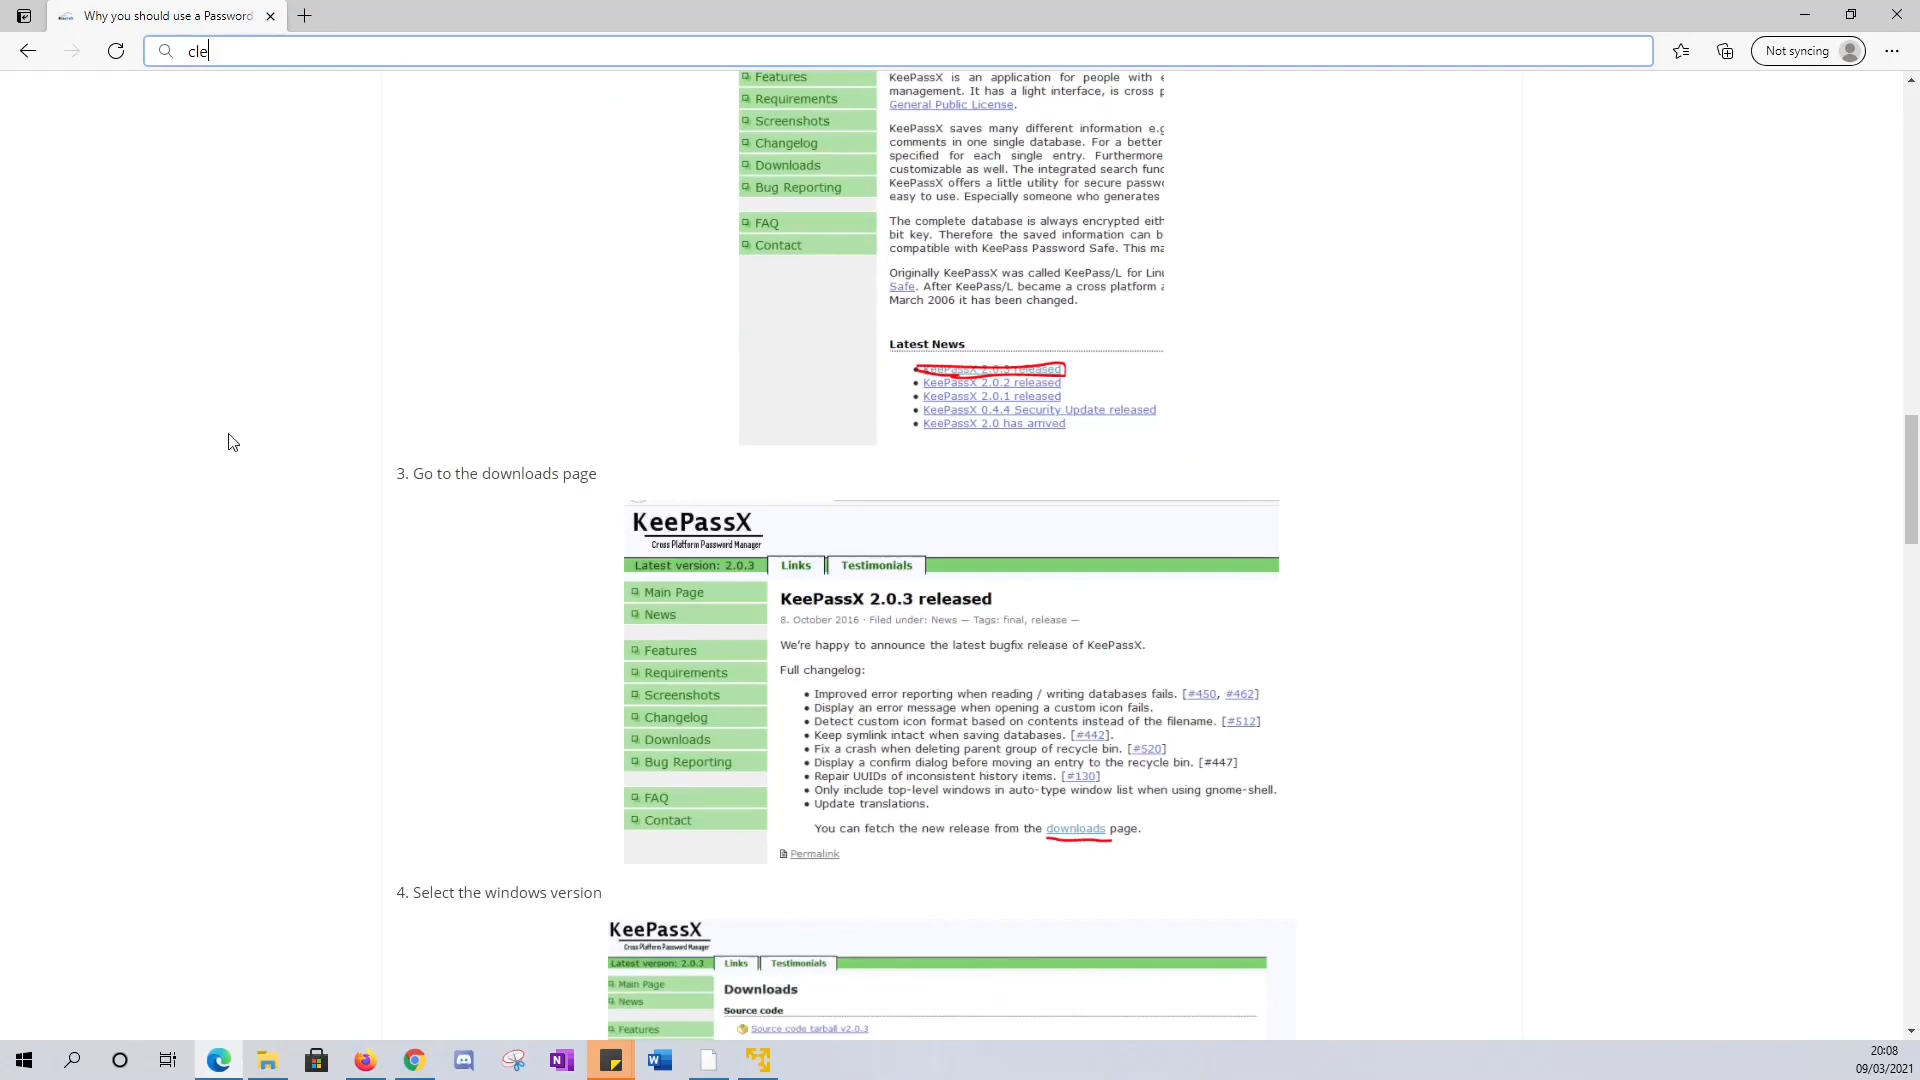 Why you should use a Password
cle
Not syncing
Features
Requirements
Screenshots
Changelog
Downloads
Bug Reporting
FAQ
Contact
KeePassX is an application for people with
management. It has a light interface, is cross
General Public License.
KeePassX saves many different information e.g
comments in one single database. For a better
specified for each single entry. Furthermore
customizable as well. The integrated search func
KeePassX offers a little utility for secure passw
easy to use. Especially someone who generates
The complete database is always encrypted eith
bit key. Therefore the saved information can b
compatible with KeePass Password Safe. This ma
Originally KeePassX was called KeePass/L for Linu
Safe. After KeePass/L became a cross platform a
March 2006 it has been changed.
Latest News
KeePassX 2.0.3 released
KeePassX 2.0.2 released
KeePassX 2.0.1 released
KeePassX 0.4.4 Security Update released
KeePassX 2.0 has arrived
3. Go to the downloads page
KeePassX
Cross Platform Password Manager
Latest version: 2.0.3 Links Testimonials
Main Page
News
Features
Requirements
Screenshots
Changelog
Downloads
Bug Reporting
FAQ
Contact
KeePassX 2.0.3 released
8. October 2016 · Filed under: News — Tags: final, release —
We're happy to announce the latest bugfix release of KeePassX.
Full changelog:
• Improved error reporting when reading / writing databases fails. [#450, #462]
• Display an error message when opening a custom icon fails.
• Detect custom icon format based on contents instead of the filename. [#512]
• Keep symlink intact when saving databases. [#442].
• Fix a crash when deleting parent group of recycle bin. [#520]
• Display a confirm dialog before moving an entry to the recycle bin. [#447]
• Repair UUIDs of inconsistent history items. [#130]
• Only include top-level windows in auto-type window list when using gnome-shell.
• Update translations.
You can fetch the new release from the downloads page.
Permalink
4. Select the windows version
KeePassX
Cross Platform Password Manager
Latest version: 2.0.3 Links Testimonials
Main Page
News
Features
Downloads
Source code
Source code tarball v2.0.3
20:08
09/03/2021